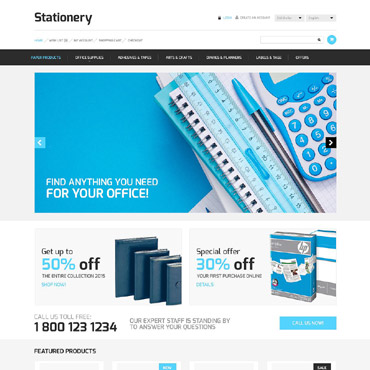 Stationery
LOGIN CREATE AN ACCOUNT
English
HOME / WISH LIST (0) / MY ACCOUNT / SHOPPING CART / CHECKOUT
PAPER PRODUCTS OFFICE SUPPLIES ADHESIVES & TAPES ARTS & CRAFTS DIARIES & PLANNERS LABELS & TAGS OFFERS
FIND ANYTHING YOU NEED
FOR YOUR OFFICE!
Get up to
50% off
THE ENTIRE COLLECTION 2015
SHOP NOW!
Special offer
30% off
YOUR FIRST PURCHASE ONLINE
DETAILS
hp
CALL US TOLL FREE:
1 800 123 1234
OUR EXPERT STAFF IS STANDING BY
TO ANSWER YOUR QUESTIONS
CALL US NOW!
FEATURED PRODUCTS
NEW
SALE